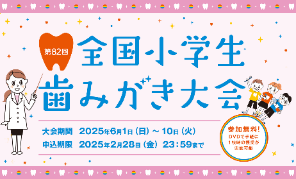 第82回
全国小学生
歯みがき大会
大会期間 2025年6月1日(日)～10日(火)
申込期限 2025年2月28日(金) 23:59まで
参加無料!